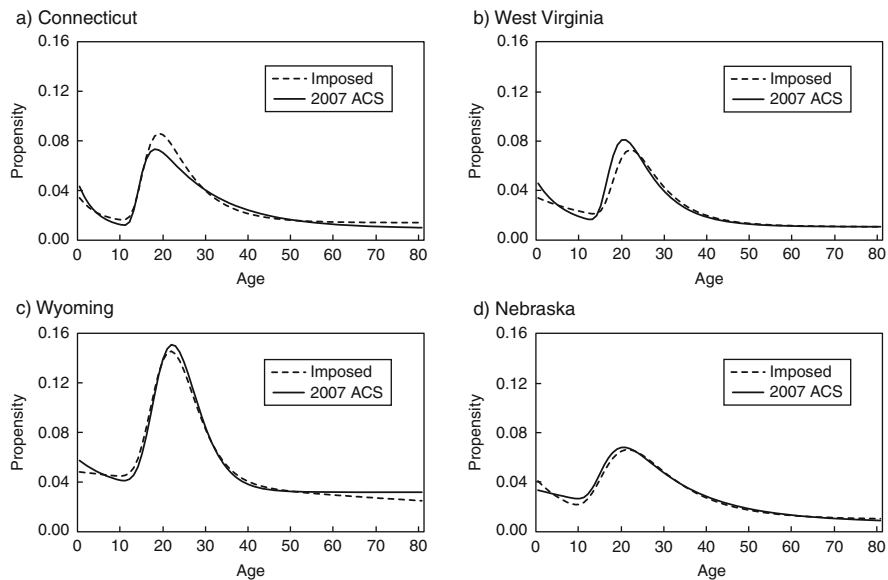 a) Connecticut
0.16
0.12
0.08
0.04
0.00
Propensity
0 10 20 30 40 50 60 70 80
Age
Imposed
2007 ACS
b) West Virginia
0.16
0.12
0.08
0.04
0.00
Propensity
0 10 20 30 40 50 60 70 80
Age
Imposed
2007 ACS
c) Wyoming
0.16
0.12
0.08
0.04
0.00
Propensity
0 10 20 30 40 50 60 70 80
Age
Imposed
2007 ACS
d) Nebraska
0.16
0.12
0.08
0.04
0.00
Propensity
0 10 20 30 40 50 60 70 80
Age
Imposed
2007 ACS